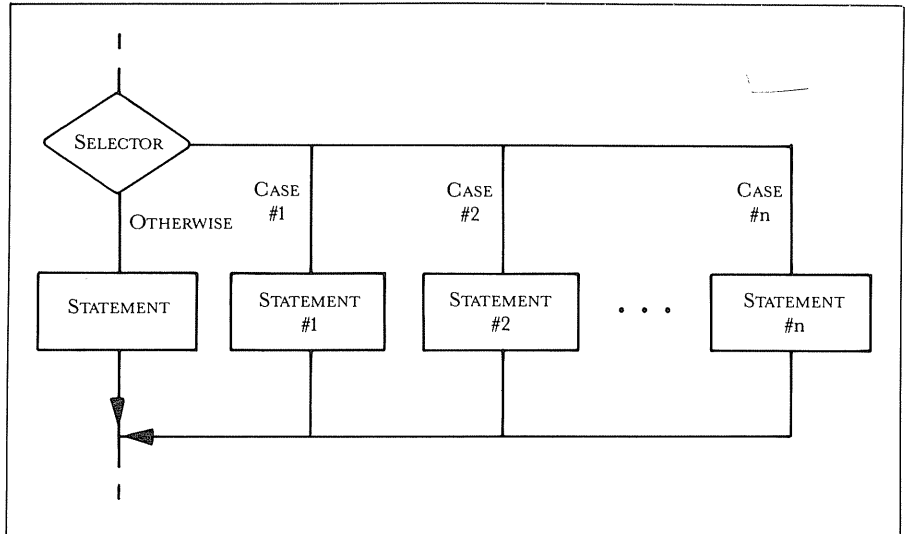 SELECTOR
OTHERWISE
CASE
#1
CASE
#2
CASE
#n
STATEMENT
STATEMENT
#1
STATEMENT
#2
. . .
STATEMENT
#n